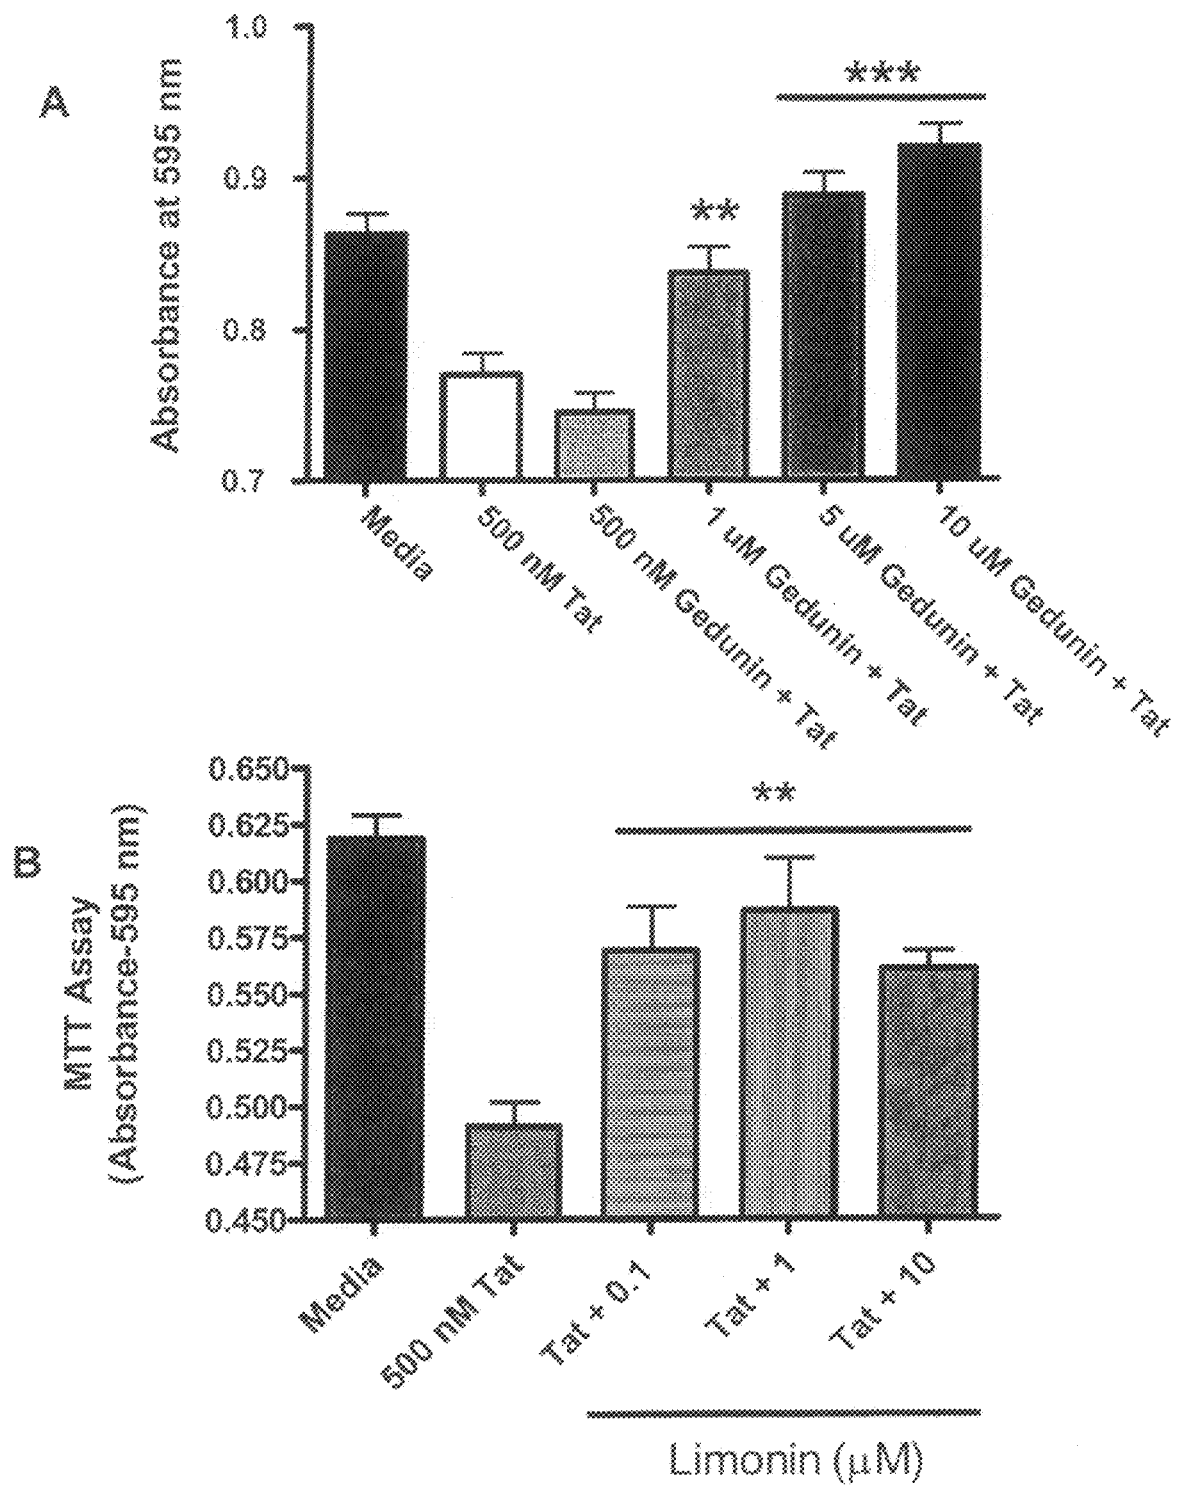 A
Absorbance at 595 nm
1.0
0.9
0.8
0.7
**
***
Media
500 nM Tat
500 nM Gedunin + Tat
1 uM Gedunin + Tat
5 uM Gedunin + Tat
10 uM Gedunin + Tat
B
MTT Assay
(Absorbance-595 nm)
0.650
0.625
0.600
0.575
0.550
0.525
0.500
0.475
0.450
**
Media
500 nM Tat
Tat + 0.1
Tat + 1
Tat + 10
Limonin (μM)